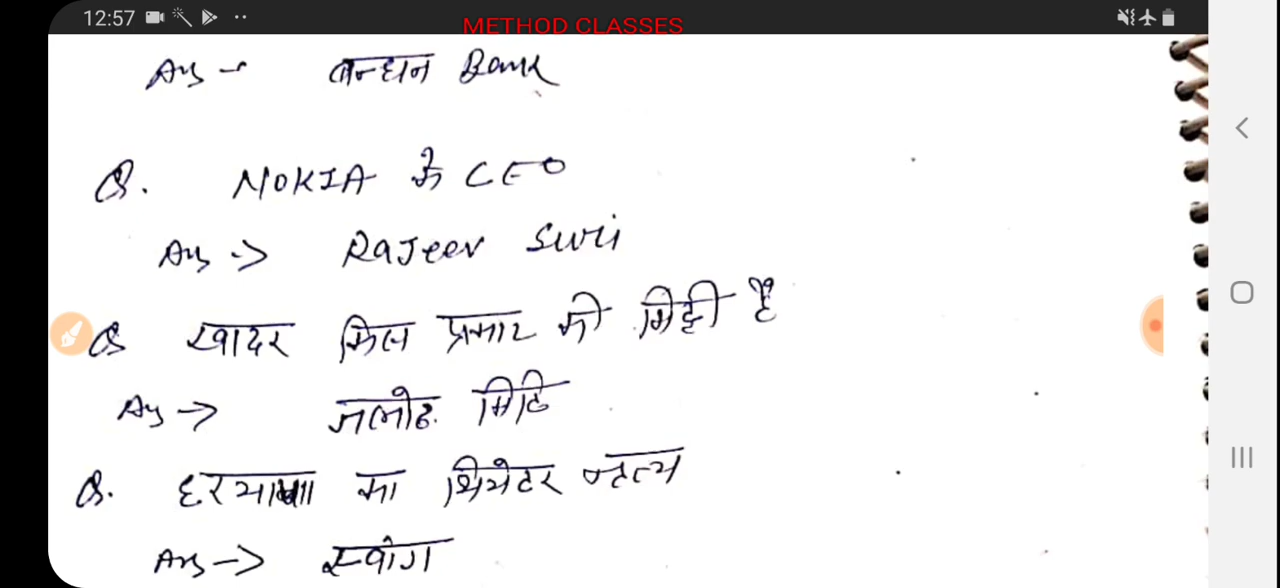 12:57
METHOD CLASSES
Ans → बन्धन Bank
Q. NOKIA के CEO
Ans → Rajeev Suri
Q खादर किस प्रकार की मिट्टी है
Ans → जलोढ़ मिटि
Q. हरयाणा का थियेटर नृत्य
Ans → स्वांग